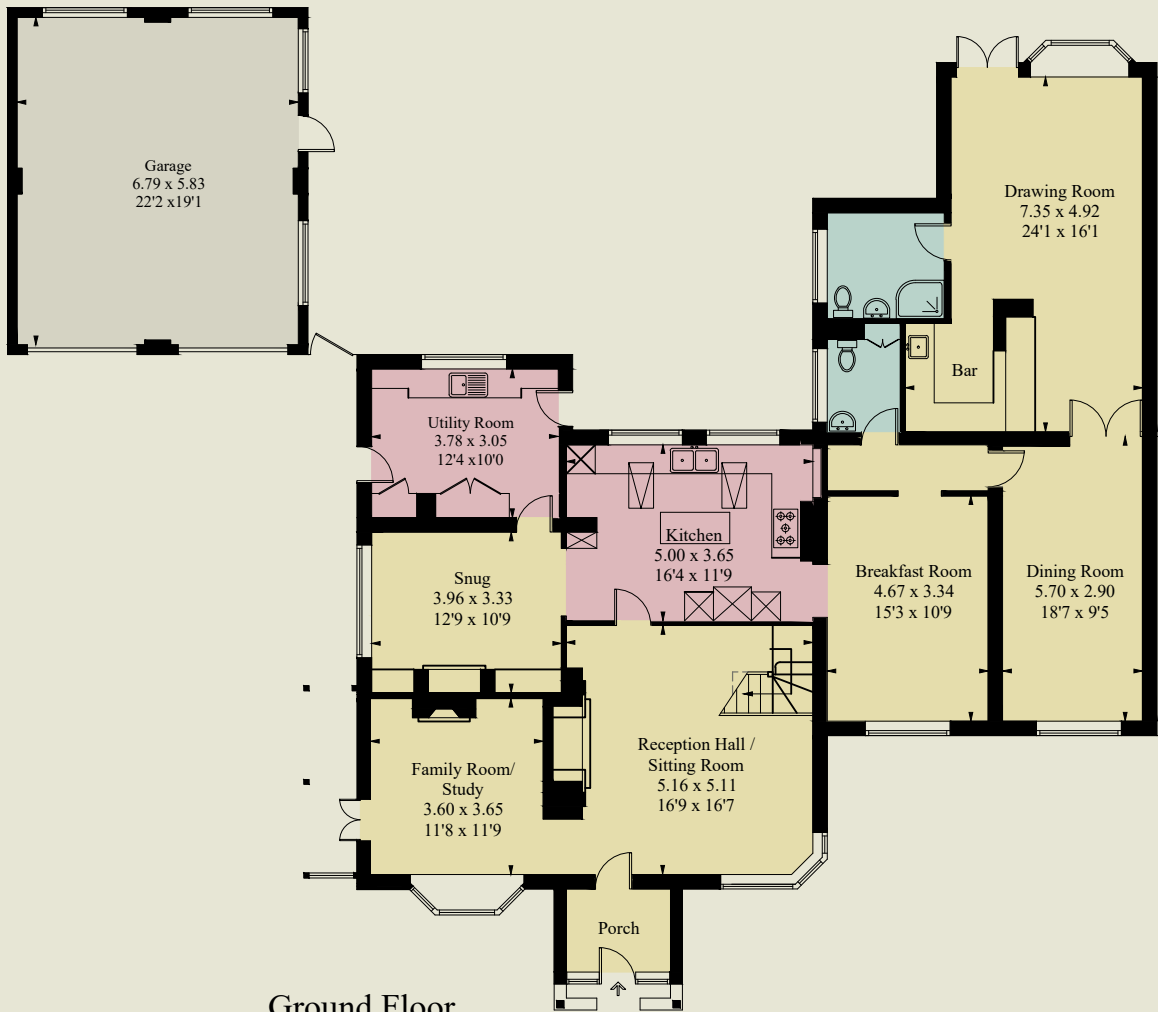 Garage
6.79 x 5.83
22'2 x19'1
Drawing Room
7.35 x 4.92
24'1 x 16'1
Bar
Utility Room
3.78 x 3.05
12'4 x10'0
Kitchen
5.00 x 3.65
16'4 x 11'9
Snug
3.96 x 3.33
12'9 x 10'9
Breakfast Room
4.67 x 3.34
15'3 x 10'9
Dining Room
5.70 x 2.90
18'7 x 9'5
Reception Hall /
Sitting Room
5.16 x 5.11
16'9 x 16'7
Family Room/
Study
3.60 x 3.65
11'8 x 11'9
Porch
Ground Floor